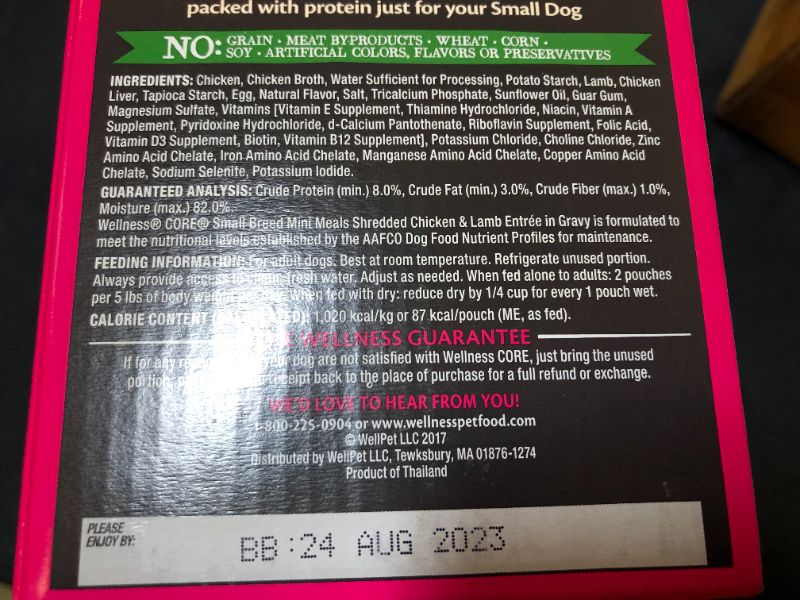 packed with protein just for your Small Dog
NO: GRAIN · MEAT BYPRODUCTS · WHEAT · CORN ·
SOY · ARTIFICIAL COLORS, FLAVORS OR PRESERVATIVES
INGREDIENTS: Chicken, Chicken Broth, Water Sufficient for Processing, Potato Starch, Lamb, Chicken
Liver, Tapioca Starch, Egg, Natural Flavor, Salt, Tricalcium Phosphate, Sunflower Oil, Guar Gum,
Magnesium Sulfate, Vitamins [Vitamin E Supplement, Thiamine Hydrochloride, Niacin, Vitamin A
Supplement, Pyridoxine Hydrochloride, d-Calcium Pantothenate, Riboflavin Supplement, Folic Acid,
Vitamin D3 Supplement, Biotin, Vitamin B12 Supplement], Potassium Chloride, Choline Chloride, Zinc
Amino Acid Chelate, Iron Amino Acid Chelate, Manganese Amino Acid Chelate, Copper Amino Acid
Chelate, Sodium Selenite, Potassium Iodide.
GUARANTEED ANALYSIS: Crude Protein (min.) 8.0%, Crude Fat (min.) 3.0%, Crude Fiber (max.) 1.0%,
Moisture (max.) 82.0%
Wellness® CORE® Small Breed Mini Meals Shredded Chicken & Lamb Entrée in Gravy is formulated to
meet the nutritional levels established by the AAFCO Dog Food Nutrient Profiles for maintenance.
FEEDING INFORMATION: For adult dogs. Best at room temperature. Refrigerate unused portion.
Always provide access to clean, fresh water. Adjust as needed. When fed alone to adults: 2 pouches
per 5 lbs of body weight per day. When fed with dry: reduce dry by 1/4 cup for every 1 pouch wet.
CALORIE CONTENT 1,020 kcal/kg or 87 kcal/pouch (ME, as fed).
WELLNESS GUARANTEE
If for any your dog are not satisfied with Wellness CORE, just bring the unused
receipt back to the place of purchase for a full refund or exchange.
WE'D LOVE TO HEAR FROM YOU!
1-800-225-0904 or www.wellnesspetfood.com
© WellPet LLC 2017
Distributed by WellPet LLC, Tewksbury, MA 01876-1274
Product of Thailand
PLEASE
ENJOY BY:
BB:24 AUG 2023